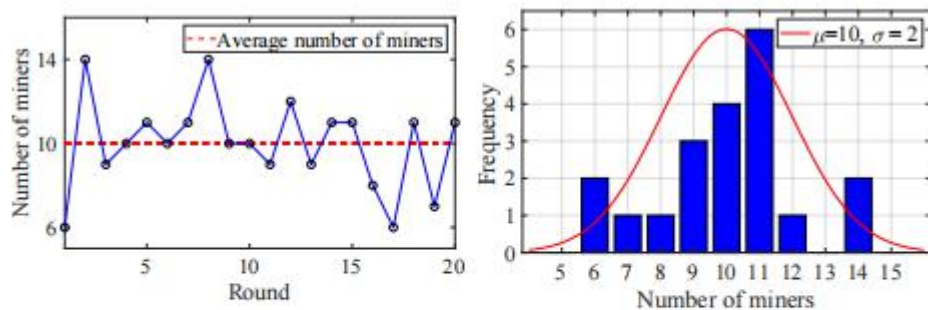 Number of miners
14
10
6
Average number of miners
5
10
15
20
Round
Frequency
6
5
4
3
2
1
0
μ=10, σ = 2
5 6 7 8 9 10 11 12 13 14 15
Number of miners